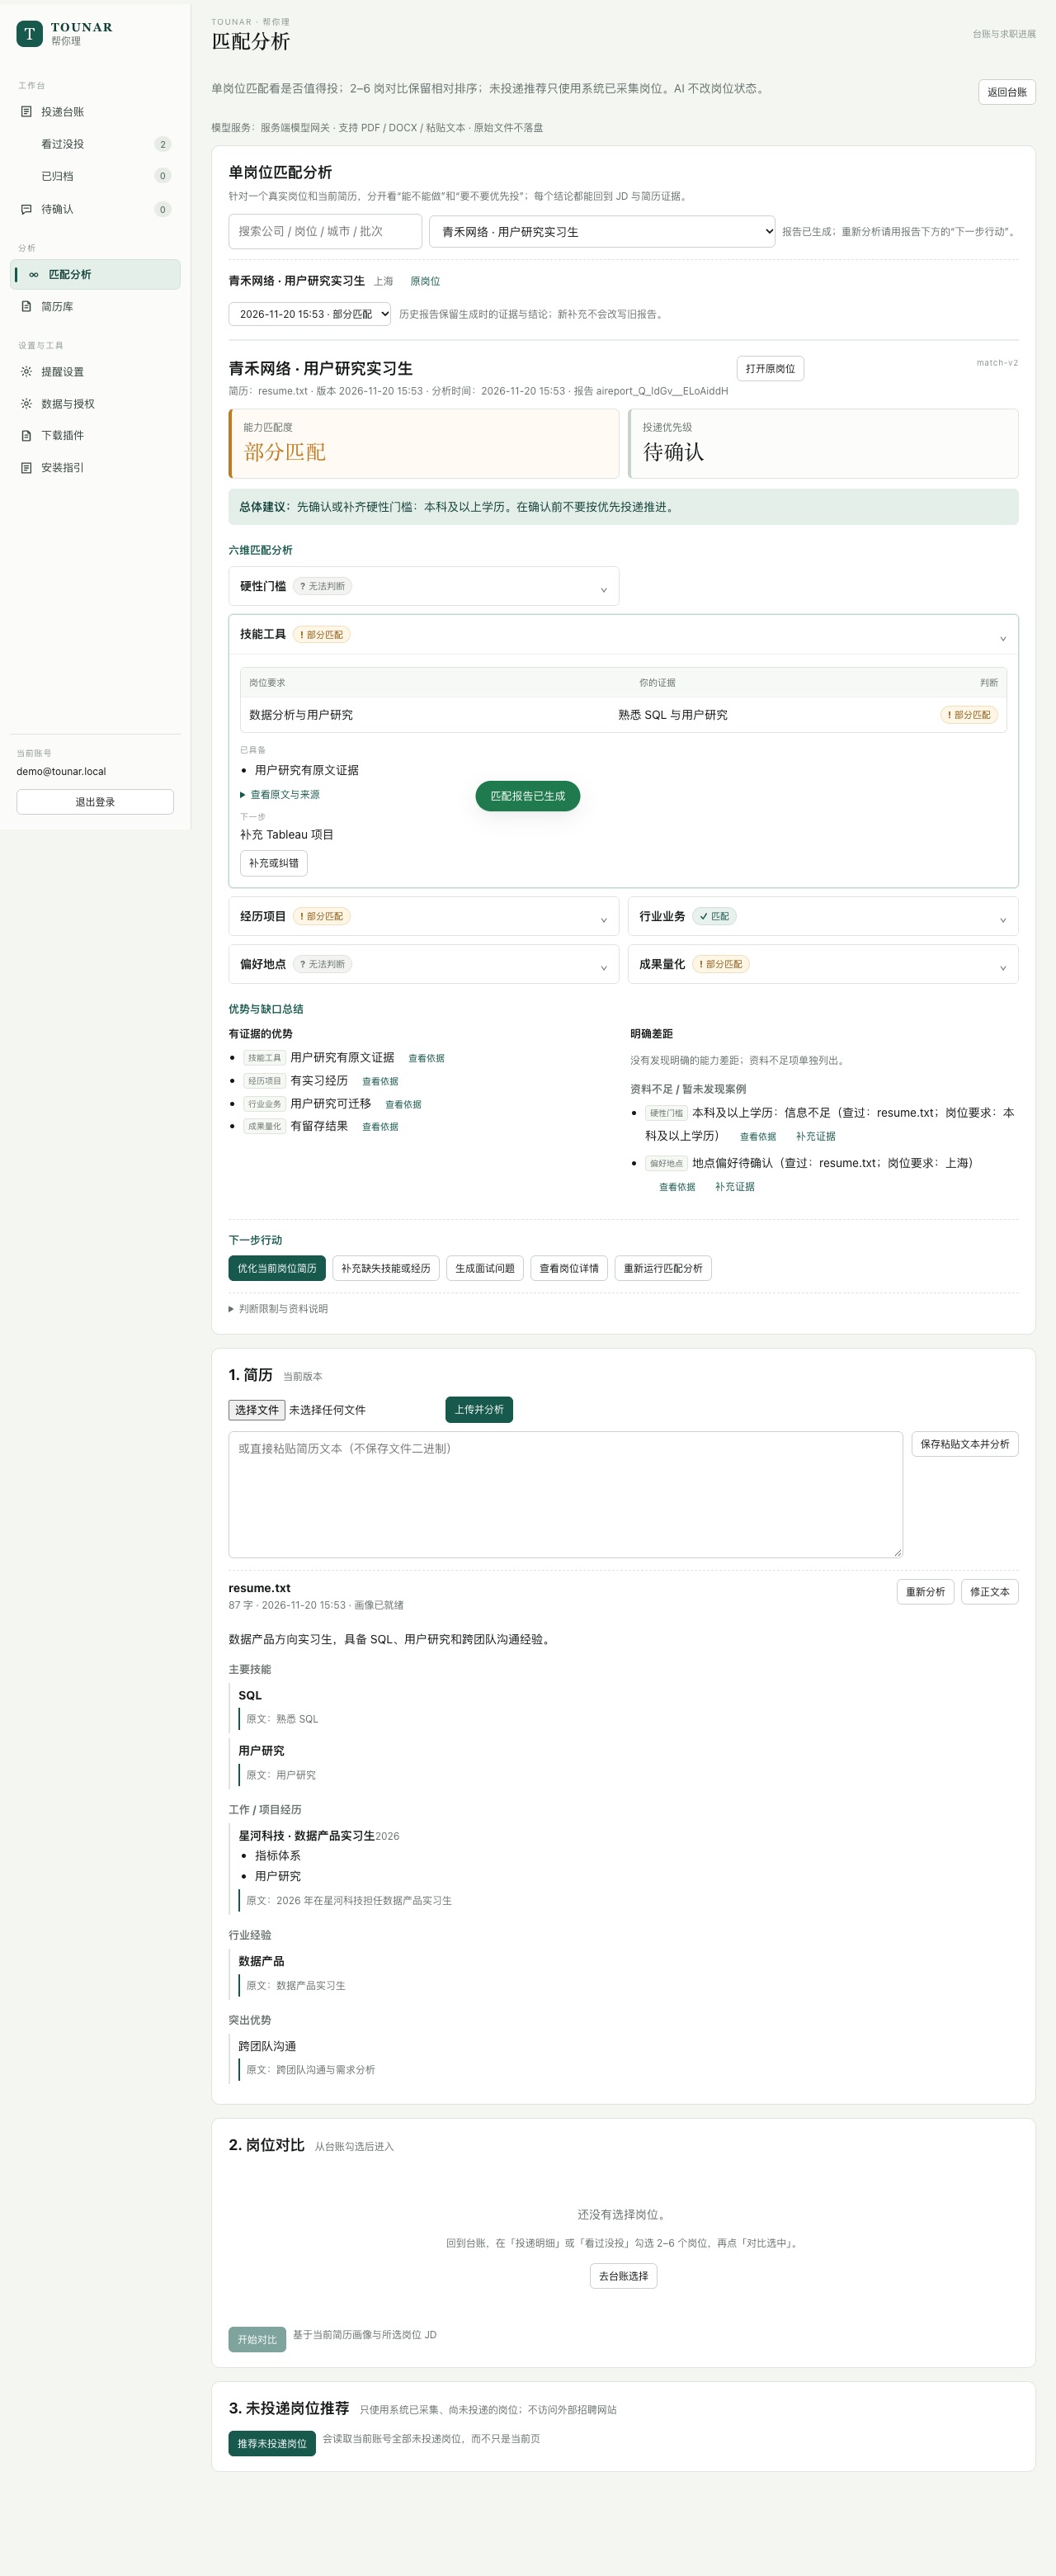 T
TOUNAR
帮你理
工作台
投递台账
看过没投 2
已归档 0
待确认 0
分析
匹配分析
简历库
设置与工具
提醒设置
数据与授权
下载插件
安装指引
当前账号
demo@tounar.local
退出登录
TOUNAR · 帮你理
匹配分析
台账与求职进展
单岗位匹配看是否值得投；2–6 岗对比保留相对排序；未投递推荐只使用系统已采集岗位。AI 不改岗位状态。
返回台账
模型服务：服务端模型网关 · 支持 PDF / DOCX / 粘贴文本 · 原始文件不落盘
单岗位匹配分析
针对一个真实岗位和当前简历，分开看“能不能做”和“要不要优先投”；每个结论都能回到 JD 与简历证据。
搜索公司 / 岗位 / 城市 / 批次
青禾网络 · 用户研究实习生
报告已生成；重新分析请用报告下方的“下一步行动”。
青禾网络 · 用户研究实习生 上海 原岗位
2026-11-20 15:53 · 部分匹配
历史报告保留生成时的证据与结论；新补充不会改写旧报告。
青禾网络 · 用户研究实习生
打开原岗位
match-v2
简历：resume.txt · 版本 2026-11-20 15:53 · 分析时间：2026-11-20 15:53 · 报告 aireport_Q_IdGv__ELoAiddH
能力匹配度
部分匹配
投递优先级
待确认
总体建议：先确认或补齐硬性门槛：本科及以上学历。在确认前不要按优先投递推进。
六维匹配分析
硬性门槛 ? 无法判断
技能工具 ! 部分匹配
岗位要求 你的证据 判断
数据分析与用户研究 熟悉 SQL 与用户研究 ! 部分匹配
已具备
用户研究有原文证据
查看原文与来源
匹配报告已生成
下一步
补充 Tableau 项目
补充或纠错
经历项目 ! 部分匹配
行业业务 ✓ 匹配
偏好地点 ? 无法判断
成果量化 ! 部分匹配
优势与缺口总结
有证据的优势
技能工具 用户研究有原文证据 查看依据
经历项目 有实习经历 查看依据
行业业务 用户研究可迁移 查看依据
成果量化 有留存结果 查看依据
明确差距
没有发现明确的能力差距；资料不足项单独列出。
资料不足 / 暂未发现案例
硬性门槛 本科及以上学历：信息不足（查过：resume.txt；岗位要求：本
科及以上学历） 查看依据 补充证据
偏好地点 地点偏好待确认（查过：resume.txt；岗位要求：上海）
查看依据 补充证据
下一步行动
优化当前岗位简历
补充缺失技能或经历
生成面试问题
查看岗位详情
重新运行匹配分析
判断限制与资料说明
1. 简历 当前版本
选择文件 未选择任何文件
上传并分析
或直接粘贴简历文本（不保存文件二进制）
保存粘贴文本并分析
resume.txt
87 字 · 2026-11-20 15:53 · 画像已就绪
重新分析
修正文本
数据产品方向实习生，具备 SQL、用户研究和跨团队沟通经验。
主要技能
SQL
原文：熟悉 SQL
用户研究
原文：用户研究
工作 / 项目经历
星河科技 · 数据产品实习生2026
指标体系
用户研究
原文：2026 年在星河科技担任数据产品实习生
行业经验
数据产品
原文：数据产品实习生
突出优势
跨团队沟通
原文：跨团队沟通与需求分析
2. 岗位对比 从台账勾选后进入
还没有选择岗位。
回到台账，在「投递明细」或「看过没投」勾选 2–6 个岗位，再点「对比选中」。
去台账选择
开始对比
基于当前简历画像与所选岗位 JD
3. 未投递岗位推荐 只使用系统已采集、尚未投递的岗位；不访问外部招聘网站
推荐未投递岗位
会读取当前账号全部未投递岗位，而不只是当前页